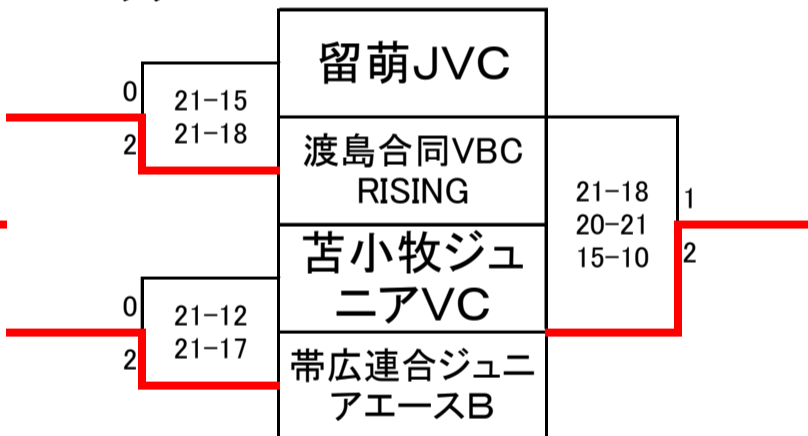 留萌JVC
0
21-15
21-18
2
渡島合同VBC
RISING
21-18
20-21
15-10
1
2
苫小牧ジュ
ニアVC
0
21-12
21-17
2
帯広連合ジュニ
アエースB